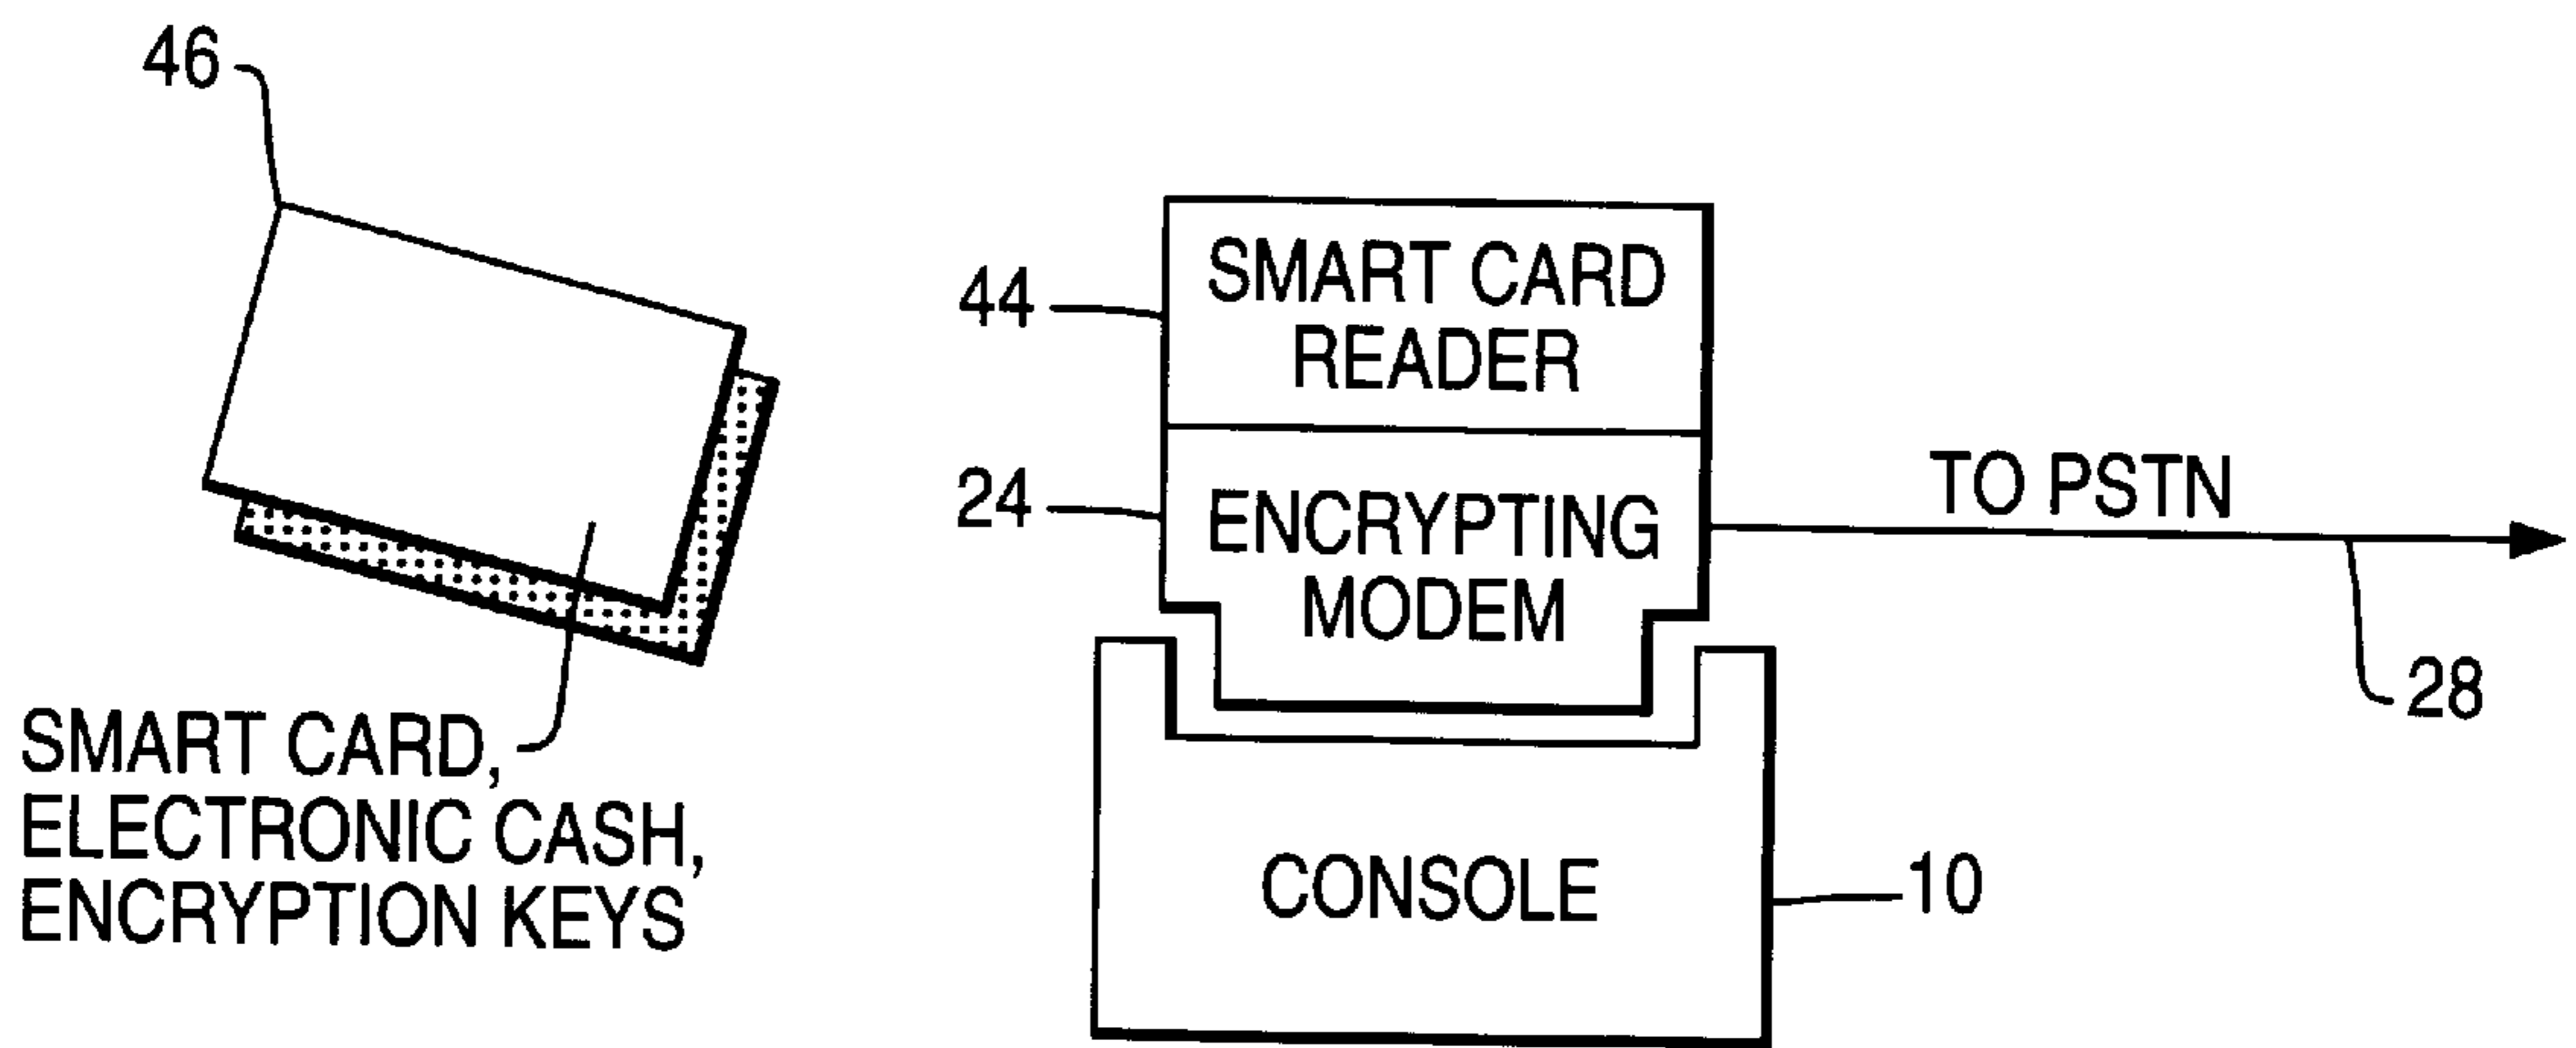 46
SMART CARD,
ELECTRONIC CASH,
ENCRYPTION KEYS
44
SMART CARD
READER
24
ENCRYPTING
MODEM
TO PSTN
28
CONSOLE
10